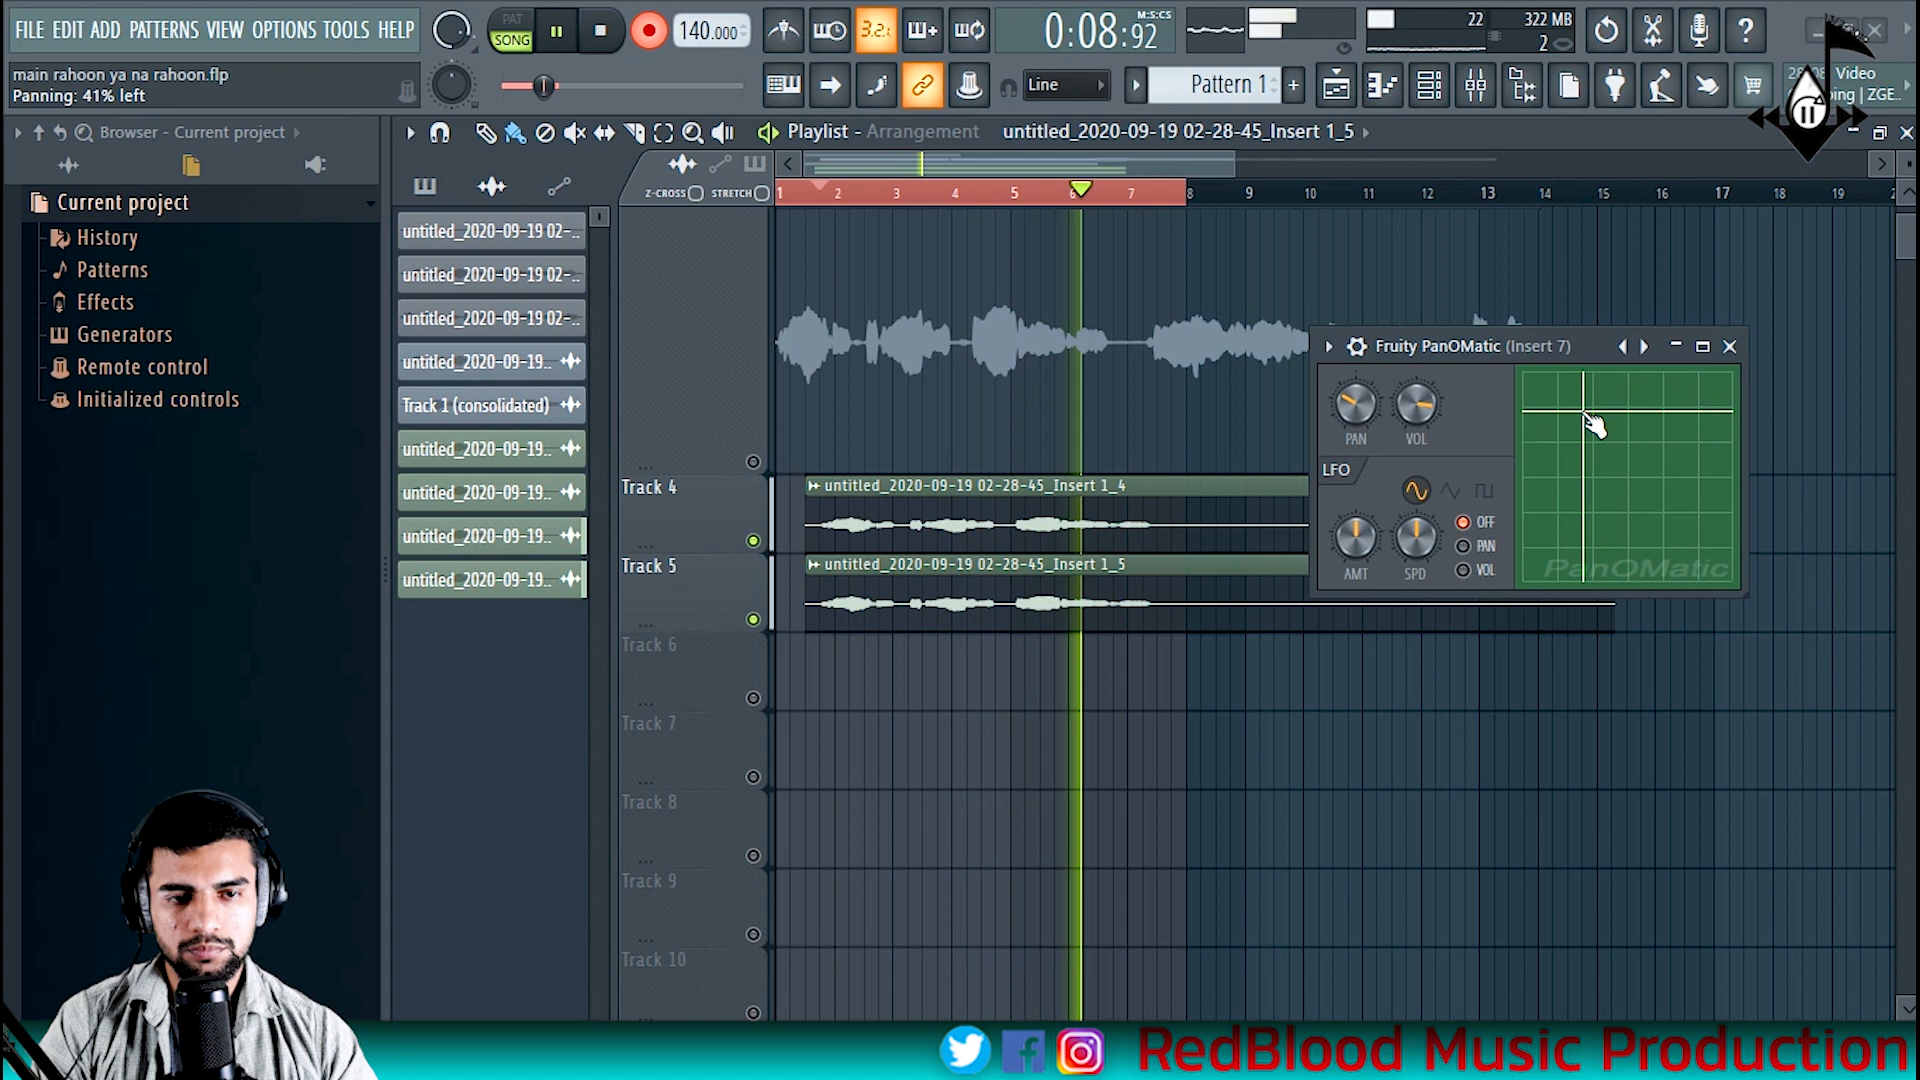 FILE EDIT ADD PATTERNS VIEW OPTIONS TOOLS HELP
main rahoon ya na rahoon.flp
Panning: 41% left
PAT
SONG
140.000
3.2.
0:08:92
M:S:CS
22
322 MB
2
Line
Pattern 1
Video
ZGE..
Browser - Current project
Current project
History
Patterns
Effects
Generators
Remote control
Initialized controls
Playlist - Arrangement
untitled_2020-09-19 02-28-45_Insert 1_5
Z-CROSS
STRETCH
1 2 3 4 5 6 7 8 9 10 11 12 13 14 15 16 17 18 19
untitled_2020-09-19 02-..
untitled_2020-09-19 02-..
untitled_2020-09-19 02-..
untitled_2020-09-19..
Track 1 (consolidated)
untitled_2020-09-19..
untitled_2020-09-19..
untitled_2020-09-19..
untitled_2020-09-19..
Track 4
untitled_2020-09-19 02-28-45_Insert 1_4
Track 5
untitled_2020-09-19 02-28-45_Insert 1_5
Track 6
Track 7
Track 8
Track 9
Track 10
Fruity PanOMatic (Insert 7)
PAN
VOL
LFO
OFF
PAN
VOL
AMT
SPD
PanOMatic
RedBlood Music Production